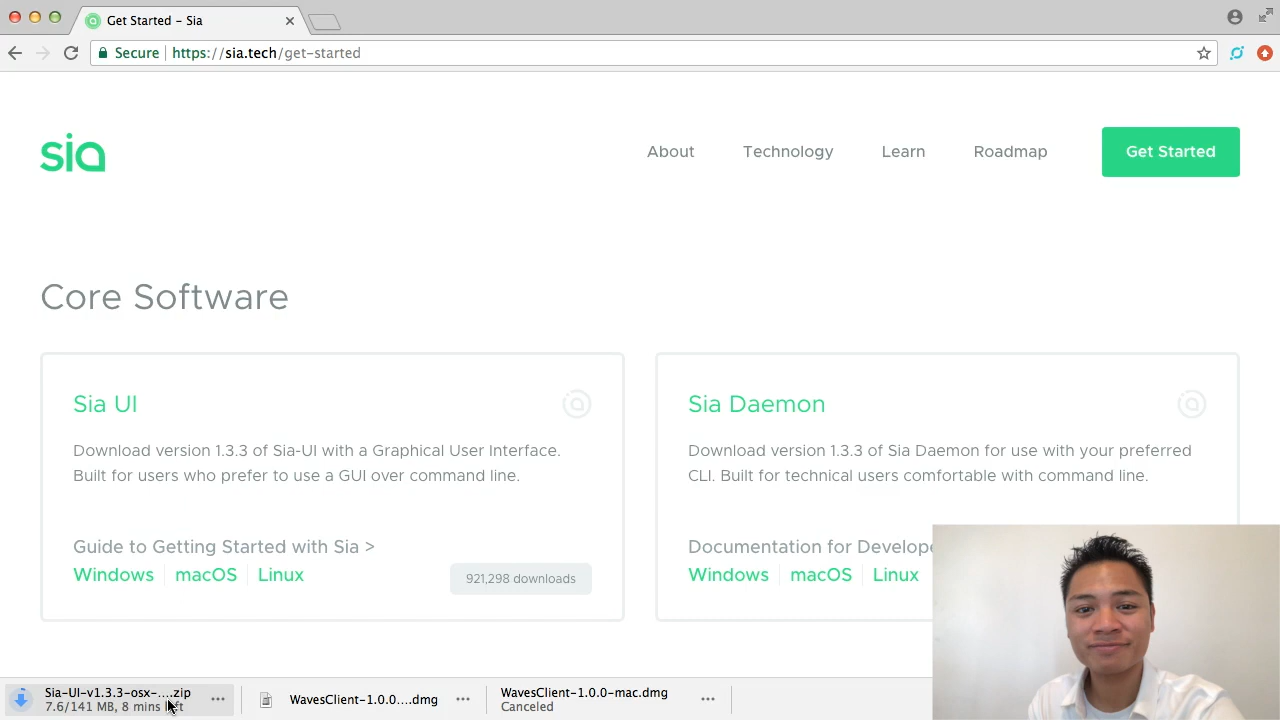 Get Started - Sia
Secure https://sia.tech/get-started
sia
About Technology Learn Roadmap Get Started
Core Software
Sia UI
Download version 1.3.3 of Sia-UI with a Graphical User Interface.
Built for users who prefer to use a GUI over command line.
Guide to Getting Started with Sia >
Windows macOS Linux
921,298 downloads
Sia Daemon
Download version 1.3.3 of Sia Daemon for use with your preferred
CLI. Built for technical users comfortable with command line.
Documentation for Develope
Windows macOS Linux
Sia-UI-v1.3.3-osx-....zip
7.6/141 MB, 8 mins left
WavesClient-1.0.0....dmg
WavesClient-1.0.0-mac.dmg
Canceled